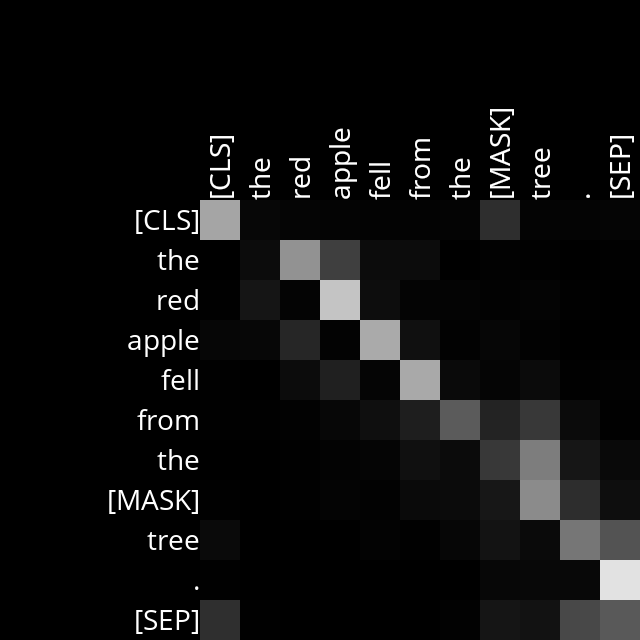 [CLS] the red apple fell from the [MASK] tree . [SEP]
[CLS]
the
red
apple
fell
from
the
[MASK]
tree
.
[SEP]